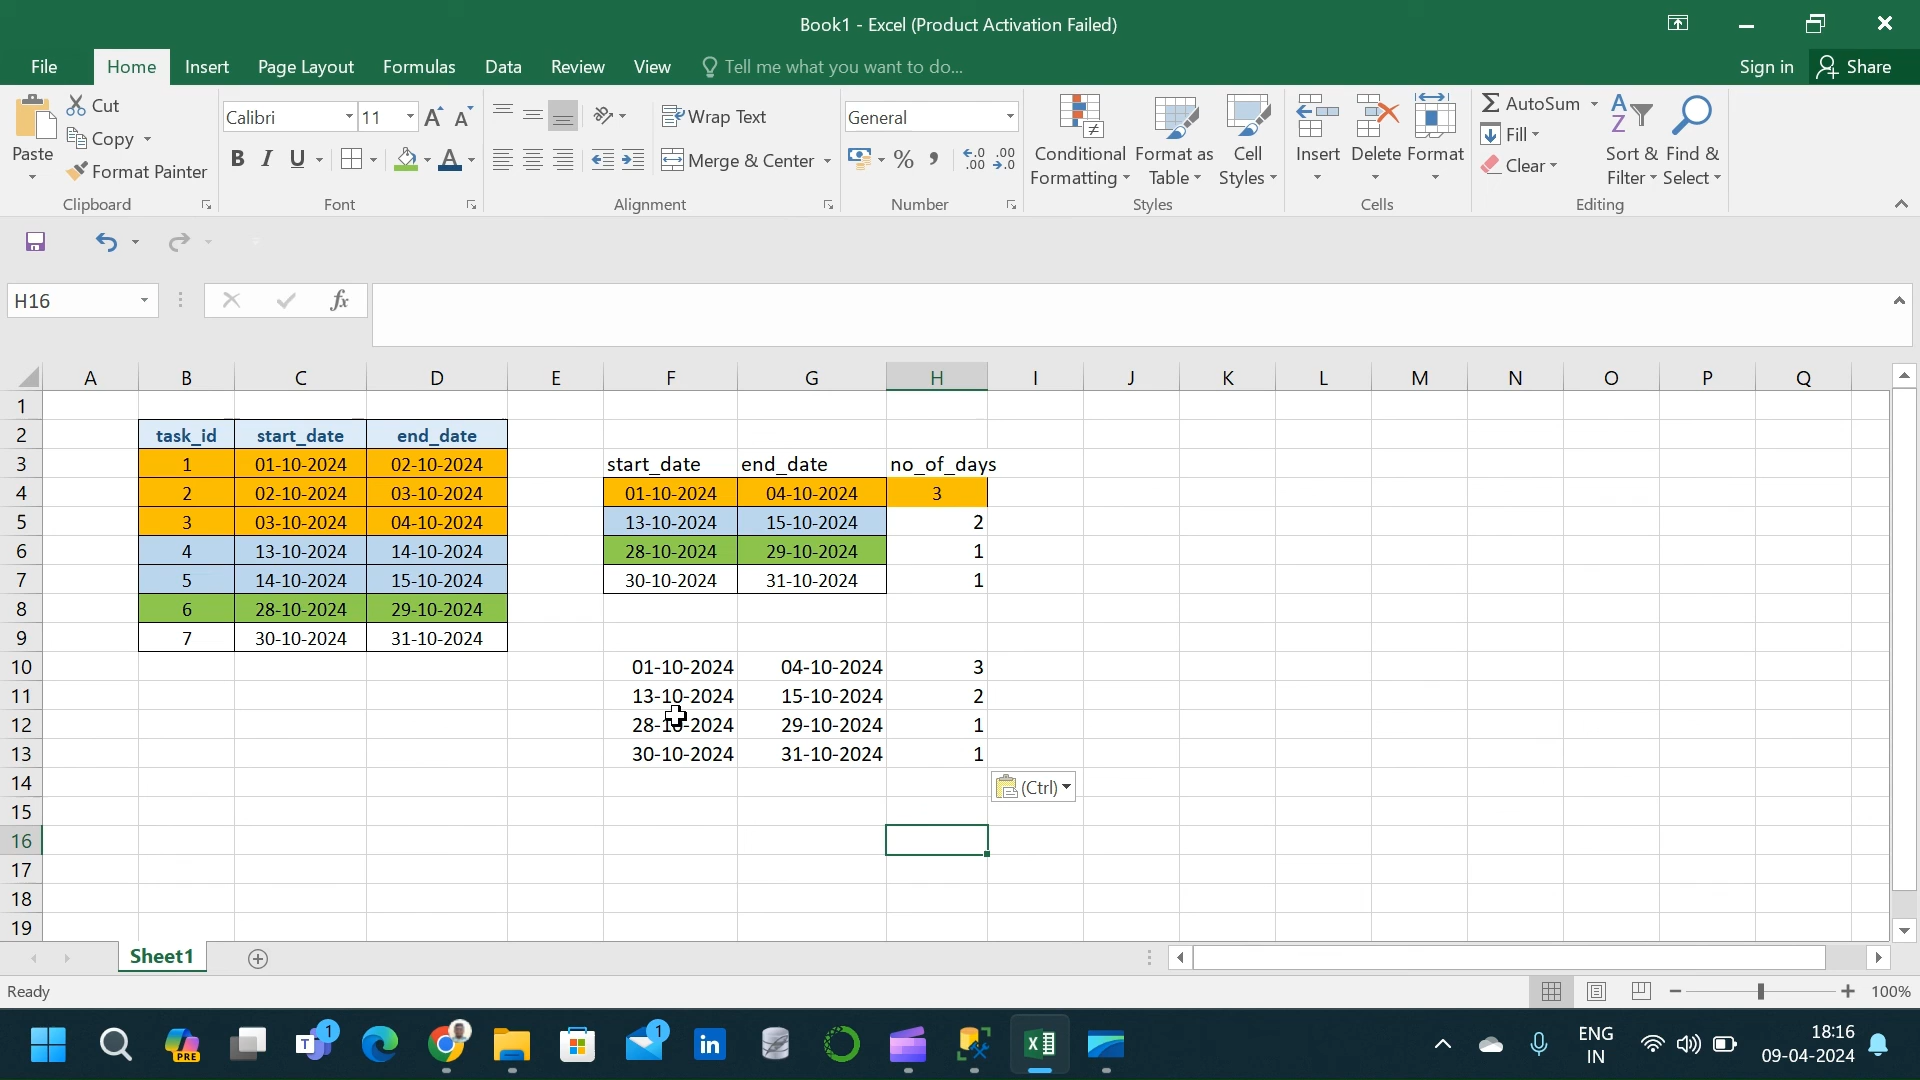 Book1 - Excel (Product Activation Failed)
File Home Insert Page Layout Formulas Data Review View Tell me what you want to do... Sign in Share
Paste
Cut
Copy
Format Painter
Clipboard
Calibri 11
Font
Wrap Text
Merge & Center
Alignment
General
Number
Conditional Formatting
Format as Table
Cell Styles
Styles
Insert Delete Format
Cells
AutoSum
Fill
Clear
Sort & Filter
Find & Select
Editing
H16
A B C D E F G H I J K L M N O P Q
1
2 task_id start_date end_date
3 1 01-10-2024 02-10-2024 start_date end_date no_of_days
4 2 02-10-2024 03-10-2024 01-10-2024 04-10-2024 3
5 3 03-10-2024 04-10-2024 13-10-2024 15-10-2024 2
6 4 13-10-2024 14-10-2024 28-10-2024 29-10-2024 1
7 5 14-10-2024 15-10-2024 30-10-2024 31-10-2024 1
8 6 28-10-2024 29-10-2024
9 7 30-10-2024 31-10-2024
10 01-10-2024 04-10-2024 3
11 13-10-2024 15-10-2024 2
12 28-10-2024 29-10-2024 1
13 30-10-2024 31-10-2024 1
14 (Ctrl)
15
16
17
18
19
Sheet1
Ready 100%
ENG
IN
18:16
09-04-2024